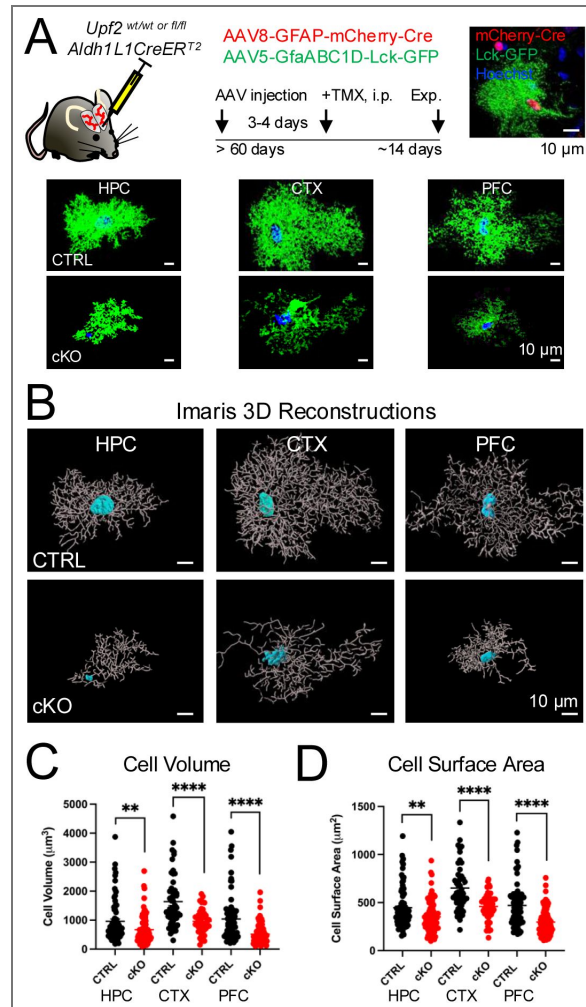 A
Upf2 wt/wt or fl/fl
Aldh1L1CreERT2
AAV8-GFAP-mCherry-Cre
AAV5-GfaABC1D-Lck-GFP
AAV injection +TMX, i.p. Exp.
3-4 days
> 60 days ~14 days
mCherry-Cre
Lck-GFP
Hoechst
10 µm
HPC CTX PFC
CTRL
cKO
10 µm
B
Imaris 3D Reconstructions
HPC CTX PFC
CTRL
cKO
10 µm
C Cell Volume
** **** ****
Cell Volume (µm³)
5000
4000
3000
2000
1000
0
CTRL cKO CTRL cKO CTRL cKO
HPC CTX PFC
D Cell Surface Area
** **** ****
Cell Surface Area (µm²)
1500
1000
500
0
CTRL cKO CTRL cKO CTRL cKO
HPC CTX PFC